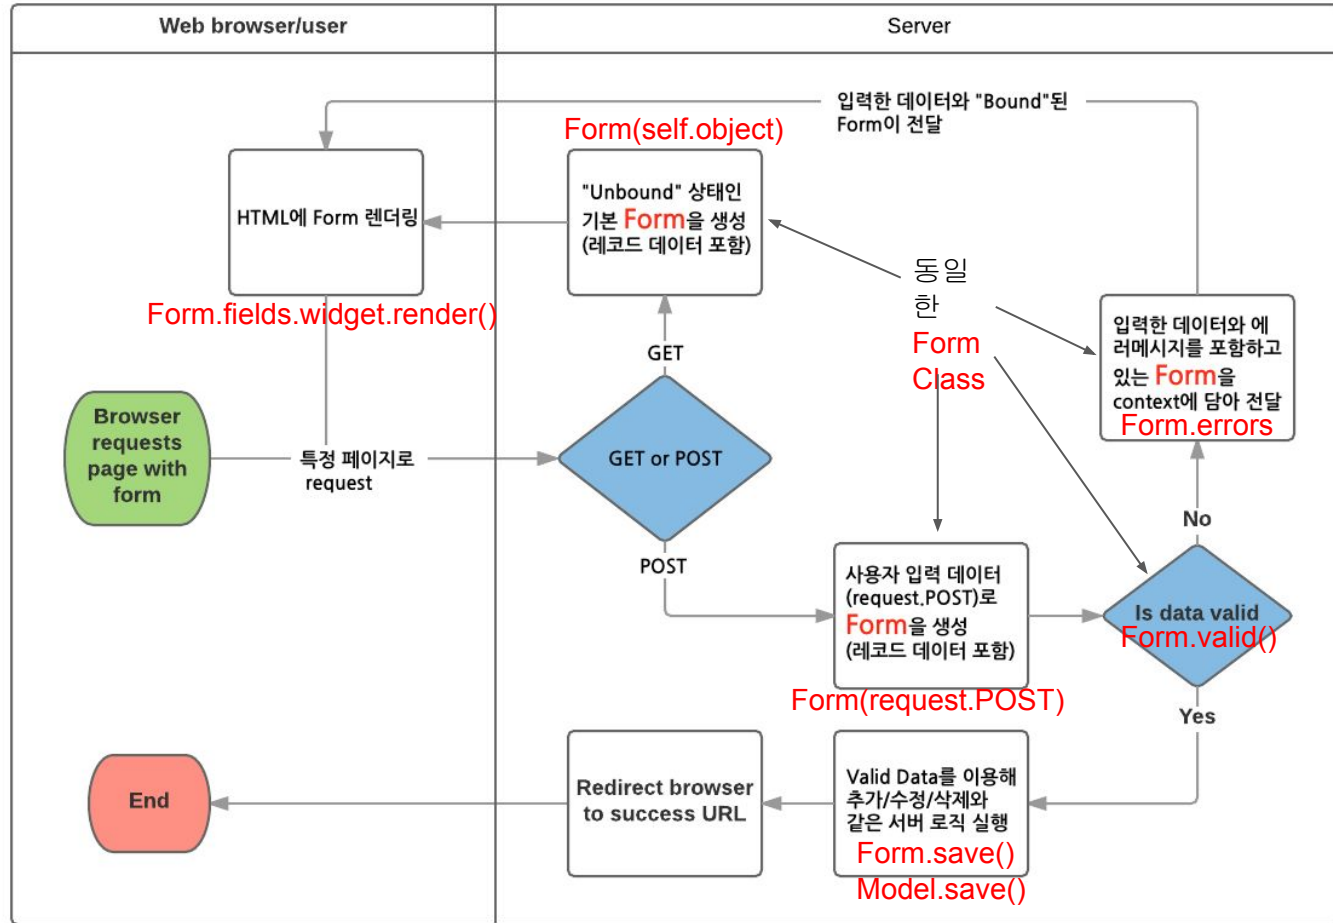 Web browser/user
Server
입력한 데이터와 "Bound"된
Form이 전달
Form(self.object)
"Unbound" 상태인
기본 Form을 생성
(레코드 데이터 포함)
HTML에 Form 렌더링
Form.fields.widget.render()
동일
한
Form
Class
입력한 데이터와 에
러메시지를 포함하고
있는 Form을
context에 담아 전달
Form.errors
GET
Browser
requests
page with
form
특정 페이지로
request
GET or POST
No
POST
사용자 입력 데이터
(request.POST)로
Form을 생성
(레코드 데이터 포함)
Form(request.POST)
Is data valid
Form.valid()
Yes
End
Redirect browser
to success URL
Valid Data를 이용해
추가/수정/삭제와
같은 서버 로직 실행
Form.save()
Model.save()